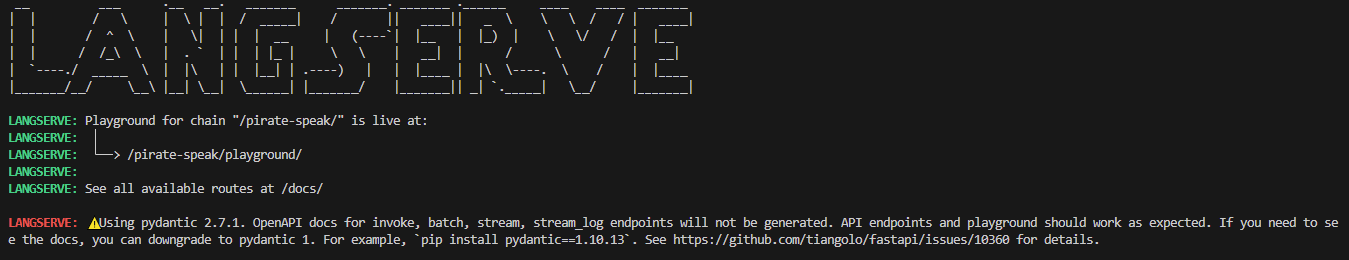 LANGSERVE
LANGSERVE: Playground for chain "/pirate-speak/" is live at:
LANGSERVE: │
LANGSERVE: └──> /pirate-speak/playground/
LANGSERVE:
LANGSERVE: See all available routes at /docs/
LANGSERVE: ⚠️Using pydantic 2.7.1. OpenAPI docs for invoke, batch, stream, stream_log endpoints will not be generated. API endpoints and playground should work as expected. If you need to se
e the docs, you can downgrade to pydantic 1. For example, `pip install pydantic==1.10.13`. See https://github.com/tiangolo/fastapi/issues/10360 for details.